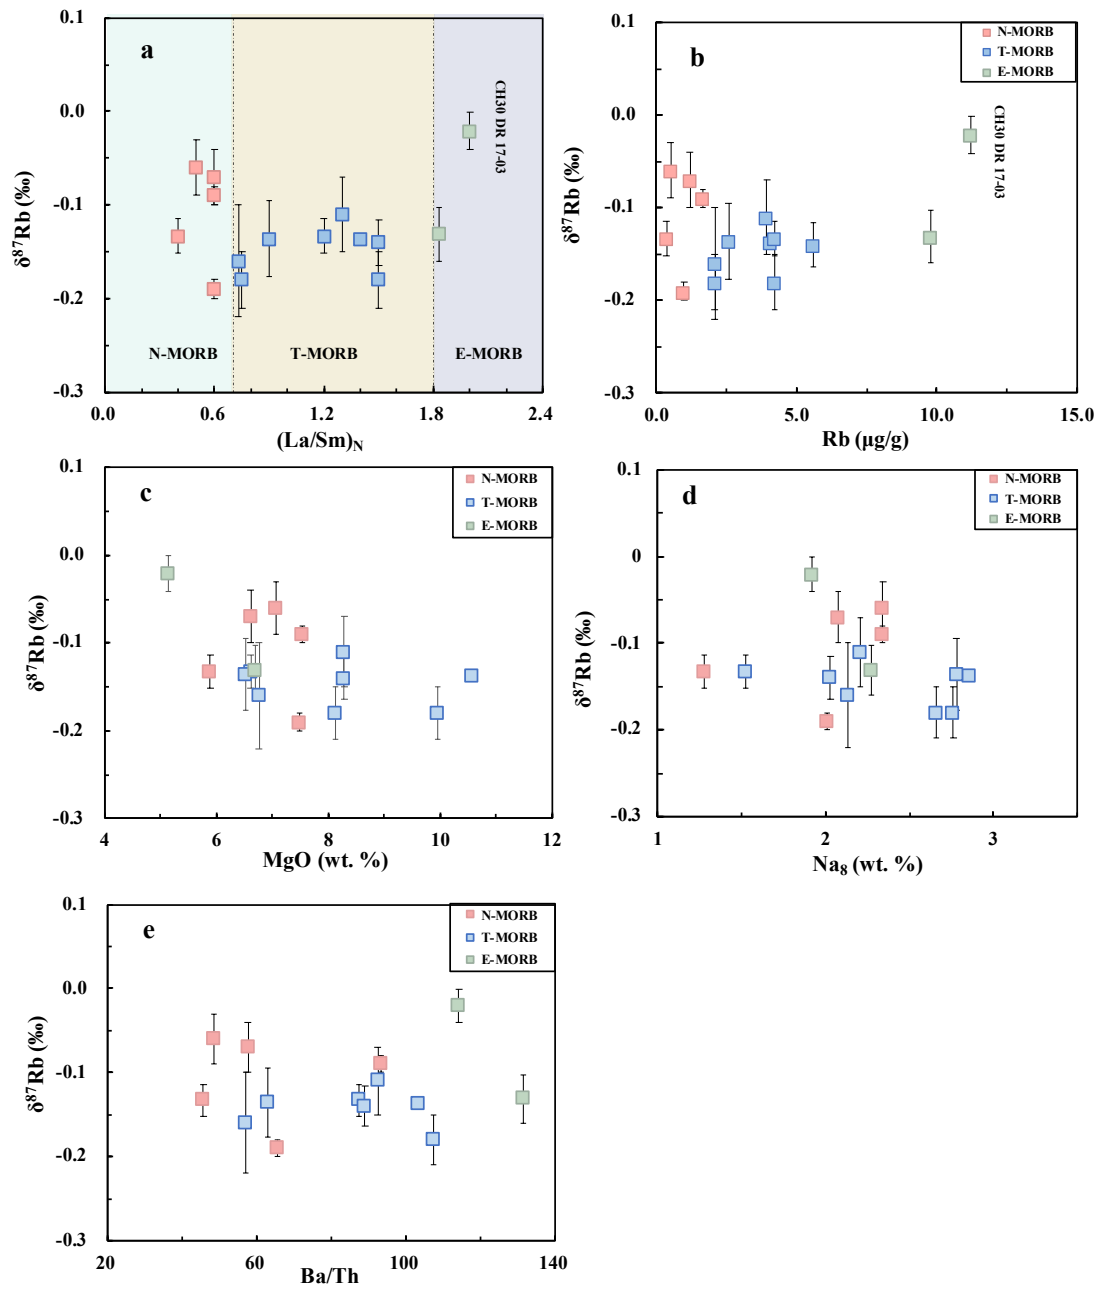 a
0.1
0.0
-0.1
-0.2
-0.3
δ⁸⁷Rb (‰)
CH30 DR 17-03
N-MORB
T-MORB
E-MORB
0.0
0.6
1.2
1.8
2.4
(La/Sm)N
b
N-MORB
T-MORB
E-MORB
0.1
0.0
-0.1
-0.2
-0.3
δ⁸⁷Rb (‰)
CH30 DR 17-03
0.0
5.0
10.0
15.0
Rb (μg/g)
c
N-MORB
T-MORB
E-MORB
0.1
0.0
-0.1
-0.2
-0.3
δ⁸⁷Rb (‰)
4
6
8
10
12
MgO (wt. %)
d
N-MORB
T-MORB
E-MORB
0.1
0
-0.1
-0.2
-0.3
δ⁸⁷Rb (‰)
1
2
3
Na₈ (wt. %)
e
N-MORB
T-MORB
E-MORB
0.1
0.0
-0.1
-0.2
-0.3
δ⁸⁷Rb (‰)
20
60
100
140
Ba/Th